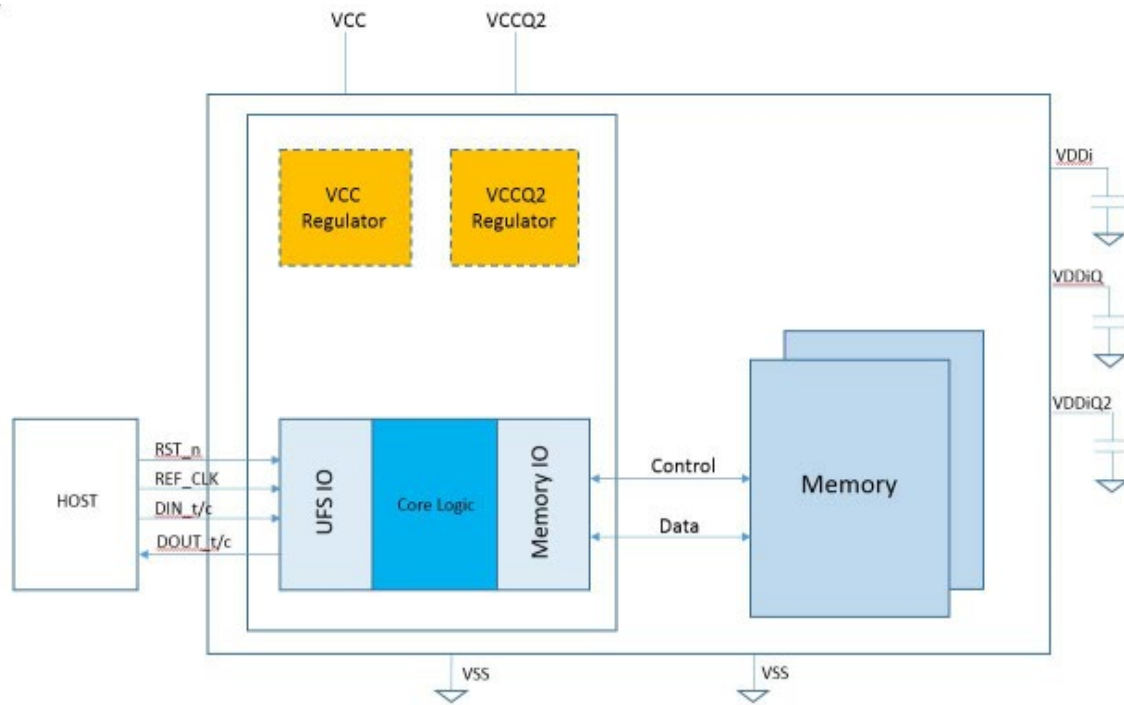 VCC
VCCQ2
VCC
Regulator
VCCQ2
Regulator
VDDi
VDDiQ
VDDiQ2
HOST
RST_n
REF_CLK
DIN_t/c
DOUT_t/c
UFS IO
Core Logic
Memory IO
Control
Data
Memory
VSS
VSS